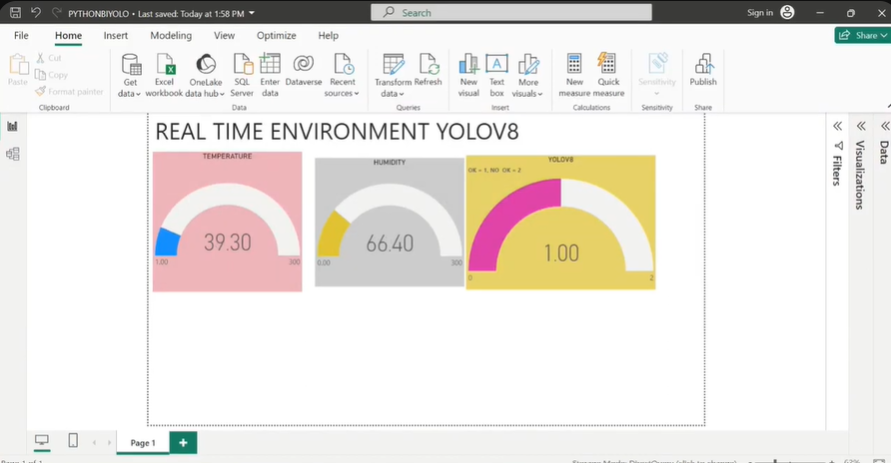 PYTHONBIYOLO • Last saved: Today at 1:58 PM
Search
Sign in
File Home Insert Modeling View Optimize Help
Share
Paste
Cut
Copy
Format painter
Clipboard
Get data
Excel workbook
OneLake data hub
SQL Server
Enter data
Dataverse
Recent sources
Data
Transform data
Refresh
Queries
New visual
Text box
More visuals
Insert
New measure
Quick measure
Calculations
Sensitivity
Sensitivity
Publish
Share
REAL TIME ENVIRONMENT YOLOV8
TEMPERATURE
39.30
1.00
300
HUMIDITY
66.40
0.00
300
YOLOV8
OK = 1, NO OK = 2
1.00
0
2
Filters
Visualizations
Data
Page 1